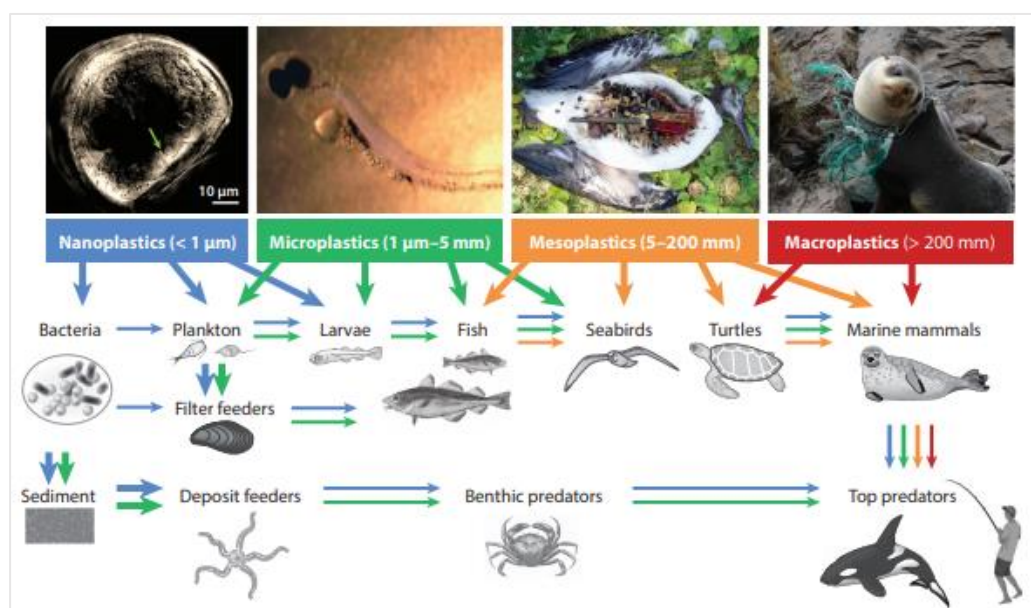 10 μm
Nanoplastics (< 1 μm)
Microplastics (1 μm–5 mm)
Mesoplastics (5–200 mm)
Macroplastics (> 200 mm)
Bacteria
Plankton
Larvae
Fish
Seabirds
Turtles
Marine mammals
Filter feeders
Sediment
Deposit feeders
Benthic predators
Top predators